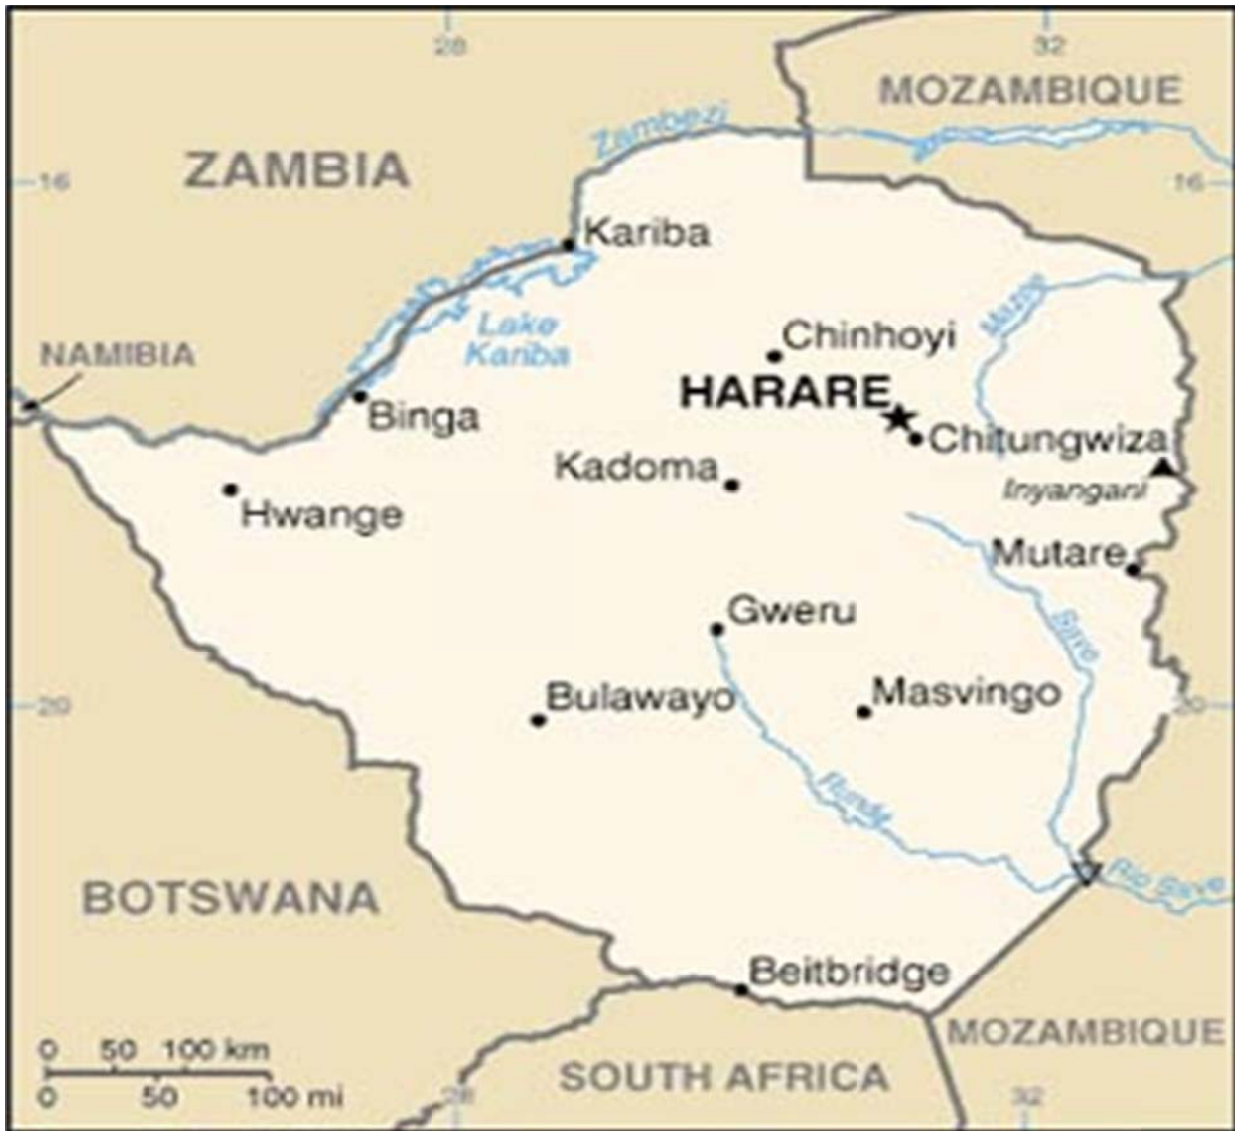 28
32
MOZAMBIQUE
Zambezi
ZAMBIA
16
16
Kariba
Mazoe
Lake
Kariba
Chinhoyi
NAMIBIA
HARARE
Binga
Chitungwiza
Kadoma
Inyangani
Hwange
Mutare
Gweru
Save
Bulawayo
Masvingo
20
20
Runde
Rio Save
BOTSWANA
Beitbridge
MOZAMBIQUE
0 50 100 km
0 50 100 mi
SOUTH AFRICA
28
32